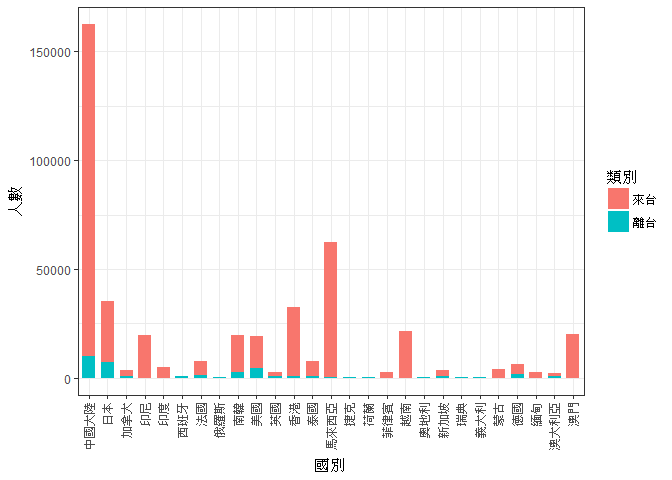 150000
100000
50000
0
人數
中國大陸
日本
加拿大
印尼
印度
西班牙
法國
俄羅斯
南韓
美國
英國
香港
泰國
馬來西亞
捷克
荷蘭
菲律賓
越南
奧地利
新加坡
瑞典
義大利
蒙古
德國
緬甸
澳大利亞
澳門
國別
類別
來台
離台